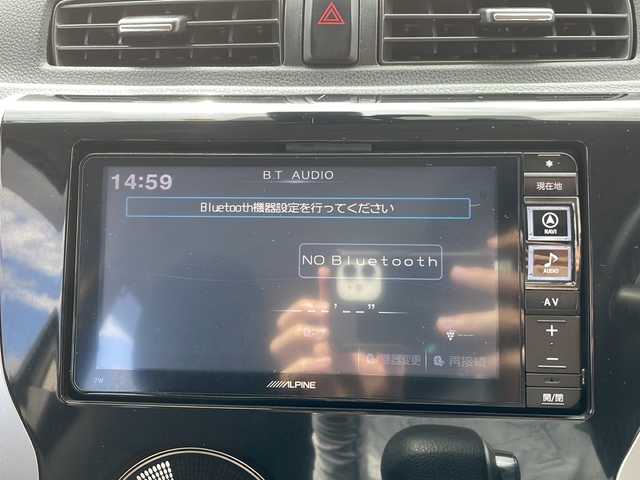 14:59
BT AUDIO
Bluetooth機器設定を行ってください
NO Bluetooth
--'--"
機器変更
再接続
7W
ALPINE
現在地
NAVI
AUDIO
AV
+
-
開/閉